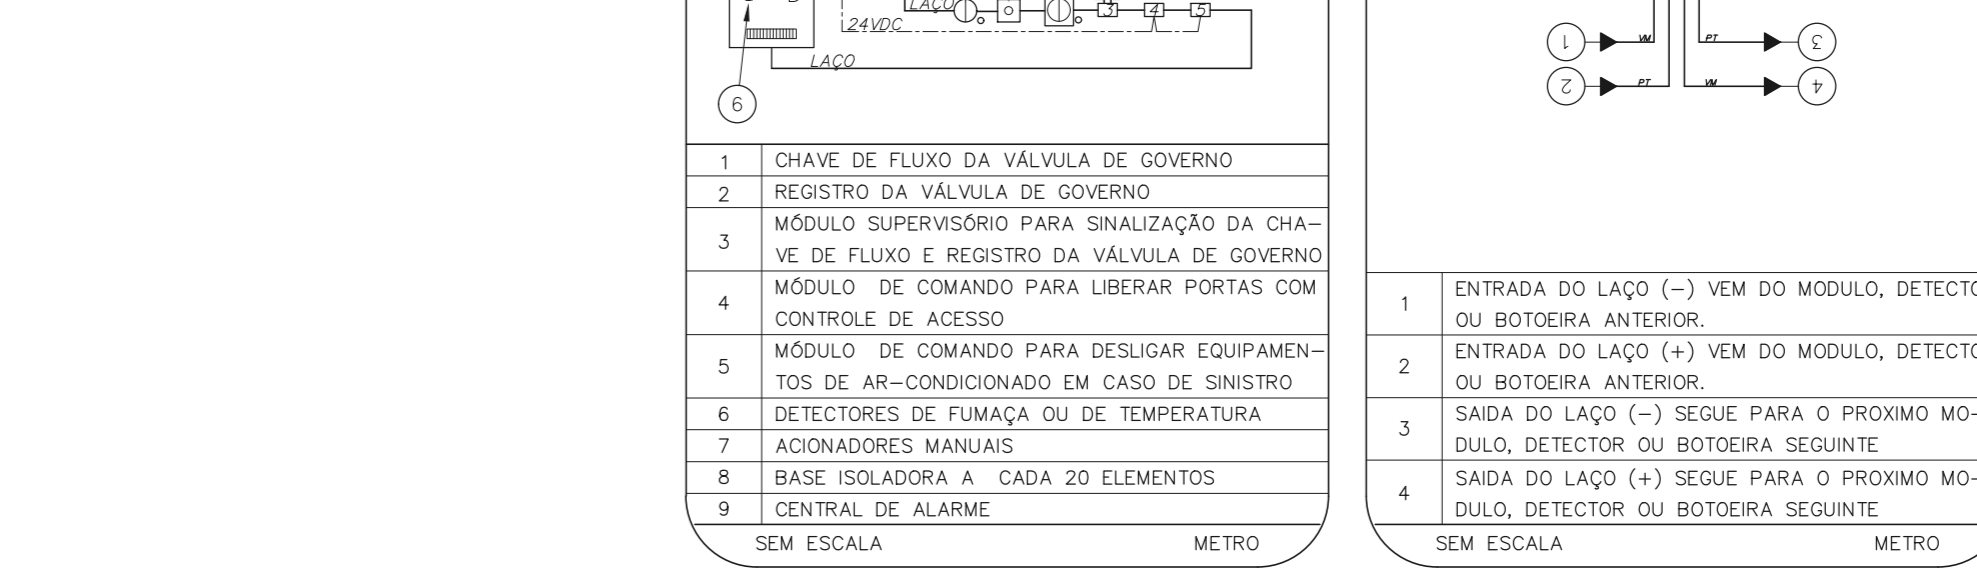 LAÇO
3 4 5
24VDC
LAÇO
9
1 CHAVE DE FLUXO DA VÁLVULA DE GOVERNO
2 REGISTRO DA VÁLVULA DE GOVERNO
3 MÓDULO SUPERVISÓRIO PARA SINALIZAÇÃO DA CHA-
VE DE FLUXO E REGISTRO DA VÁLVULA DE GOVERNO
4 MÓDULO DE COMANDO PARA LIBERAR PORTAS COM
CONTROLE DE ACESSO
5 MÓDULO DE COMANDO PARA DESLIGAR EQUIPAMEN-
TOS DE AR-CONDICIONADO EM CASO DE SINISTRO
6 DETECTORES DE FUMAÇA OU DE TEMPERATURA
7 ACIONADORES MANUAIS
8 BASE ISOLADORA A CADA 20 ELEMENTOS
9 CENTRAL DE ALARME
SEM ESCALA METRO
1 VM PT 3
2 PT VM 4
1 ENTRADA DO LAÇO (-) VEM DO MODULO, DETECTO
OU BOTOEIRA ANTERIOR.
2 ENTRADA DO LAÇO (+) VEM DO MODULO, DETECTO
OU BOTOEIRA ANTERIOR.
3 SAIDA DO LAÇO (-) SEGUE PARA O PROXIMO MO-
DULO, DETECTOR OU BOTOEIRA SEGUINTE
4 SAIDA DO LAÇO (+) SEGUE PARA O PROXIMO MO-
DULO, DETECTOR OU BOTOEIRA SEGUINTE
SEM ESCALA METRO